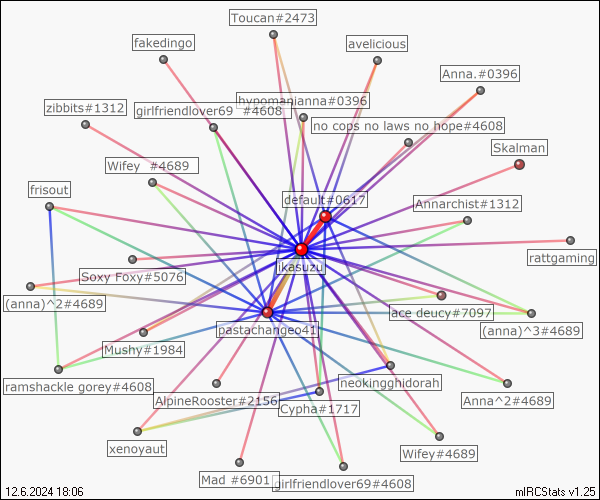 Toucan#2473
fakedingo
avelicious
Anna.#0396
hypnomanianna#0396
zibbits#1312
girlfriendlover69 #4608
no cops no laws no hope#4608
Skalman
Wifey #4689
frisout
default#0617
Annarchist#1312
rattgaming
ikasuzu
Soxy Foxy#5076
(anna)^2#4689
ace deucy#7097
pastachangeo41
(anna)^3#4689
Mushy#1984
neokingghidorah
ramshackle gorey#4608
AlpineRooster#2156
Cypha#1717
Anna^2#4689
xenoyaut
Wifey#4689
Mad #6901
girlfriendlover69#4608
12.6.2024 18:06
mIRCStats v1.25